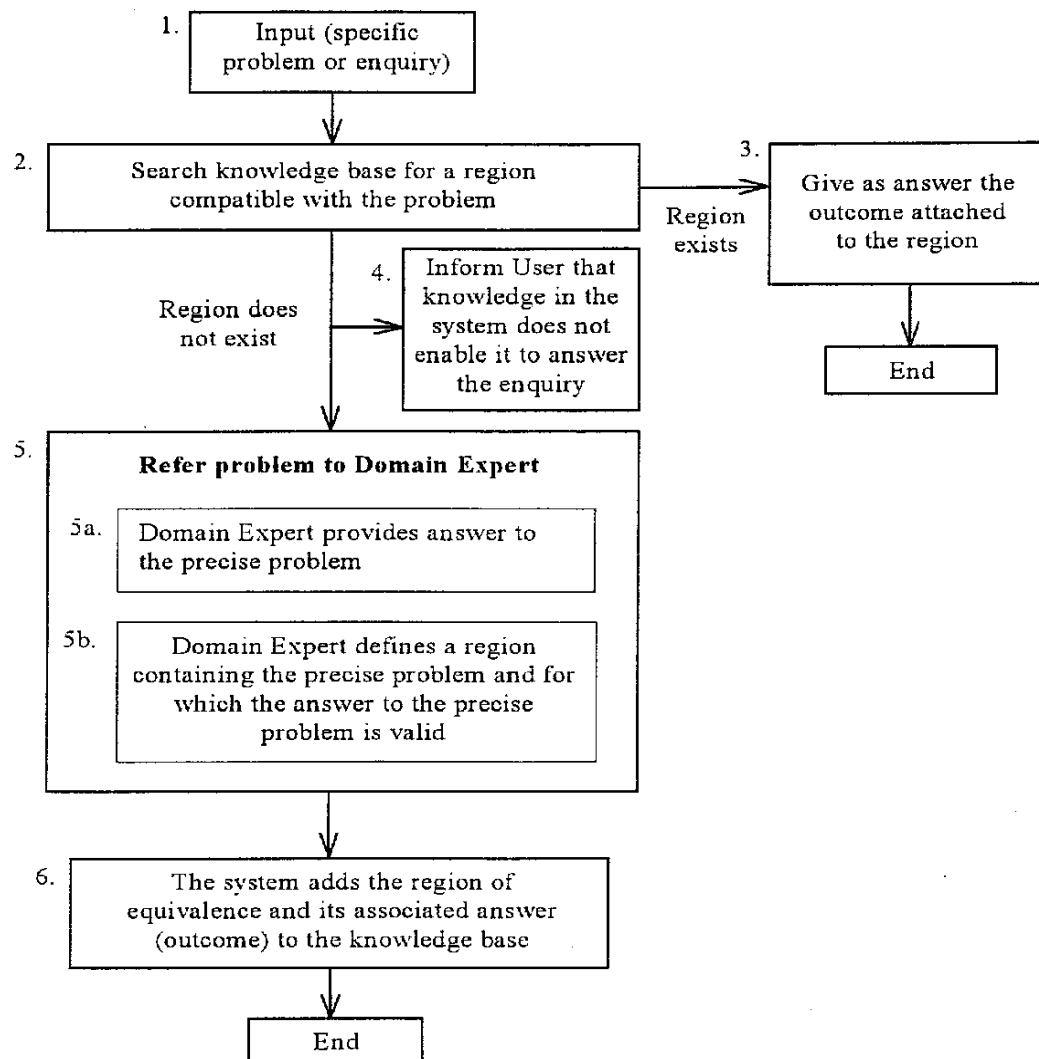 1.
Input (specific
problem or enquiry)
2.
Search knowledge base for a region
compatible with the problem
Region
exists
3.
Give as answer the
outcome attached
to the region
End
Region does
not exist
4.
Inform User that
knowledge in the
system does not
enable it to answer
the enquiry
5.
Refer problem to Domain Expert
5a.
Domain Expert provides answer to
the precise problem
5b.
Domain Expert defines a region
containing the precise problem and for
which the answer to the precise
problem is valid
6.
The system adds the region of
equivalence and its associated answer
(outcome) to the knowledge base
End